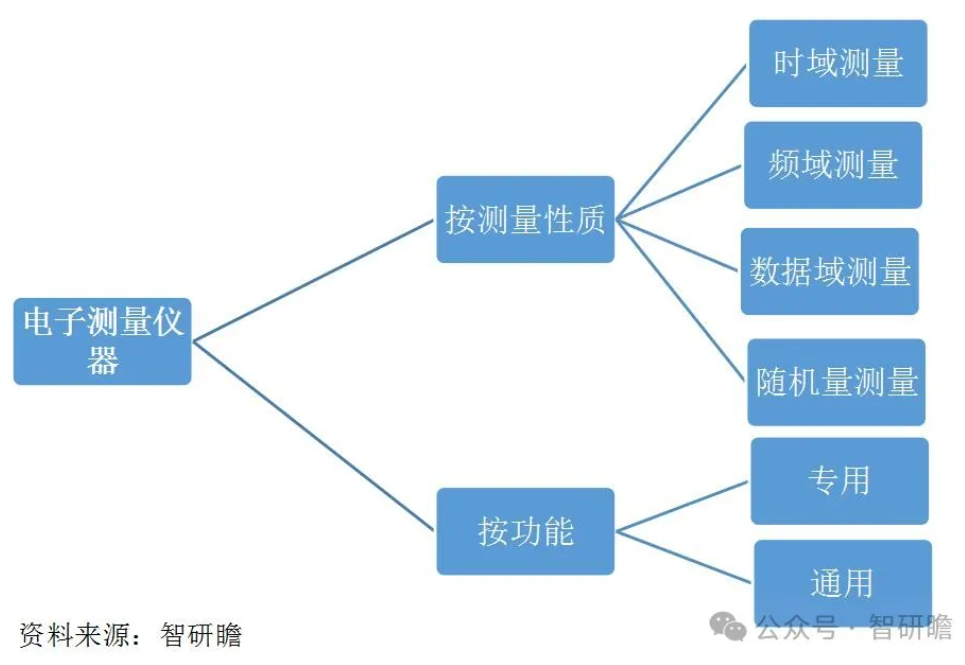 时域测量
频域测量
按测量性质
数据域测量
电子测量仪
器
随机量测量
专用
按功能
通用
资料来源：智研瞻
公众号·智研瞻